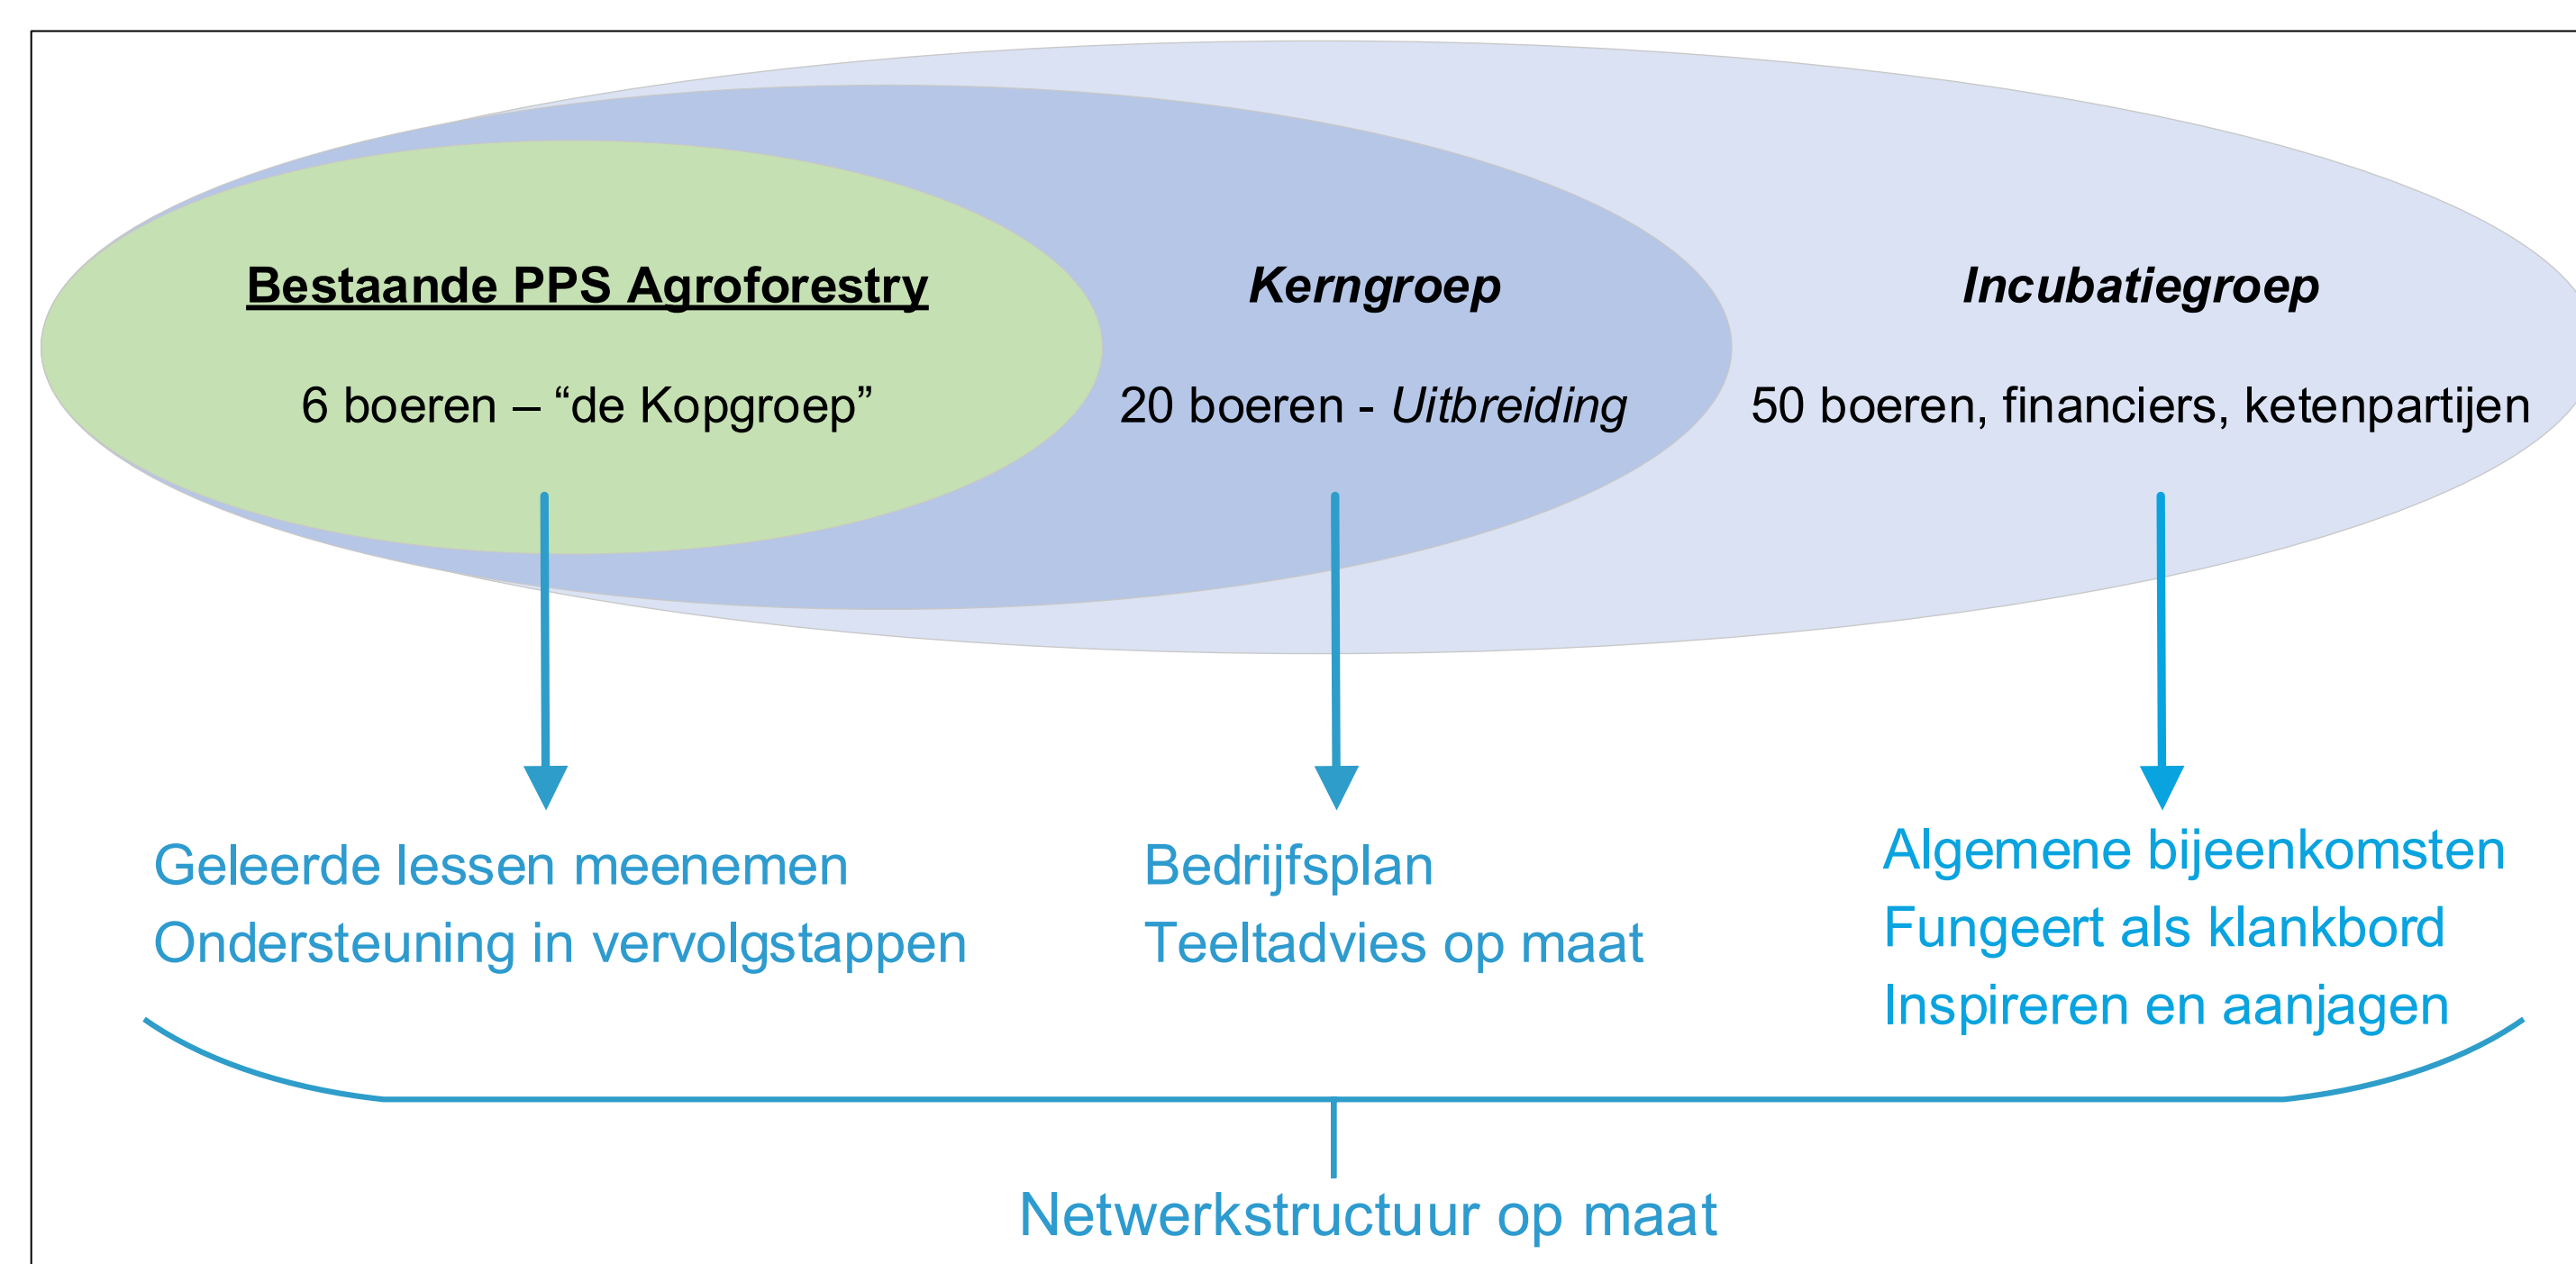 Bestaande PPS Agroforestry
6 boeren – “de Kopgroep”
Kerngroep
20 boeren - Uitbreiding
Incubatiegroep
50 boeren, financiers, ketenpartijen
Geleerde lessen meenemen
Ondersteuning in vervolgstappen
Bedrijfsplan
Teeltadvies op maat
Algemene bijeenkomsten
Fungeert als klankbord
Inspireren en aanjagen
Netwerkstructuur op maat